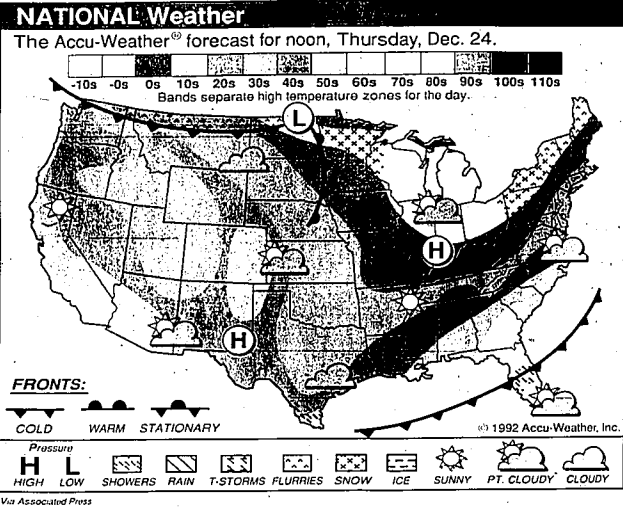 NATIONAL Weather
The Accu-Weather® forecast for noon, Thursday, Dec. 24.
-10s -0s 0s 10s 20s 30s 40s 50s 60s 70s 80s 90s 100s 110s
Bands separate high temperature zones for the day.
L
H
H
FRONTS:
COLD WARM STATIONARY
© 1992 Accu-Weather, Inc.
Pressure
H L
HIGH LOW SHOWERS RAIN T-STORMS FLURRIES SNOW ICE SUNNY PT. CLOUDY CLOUDY
Via Associated Press